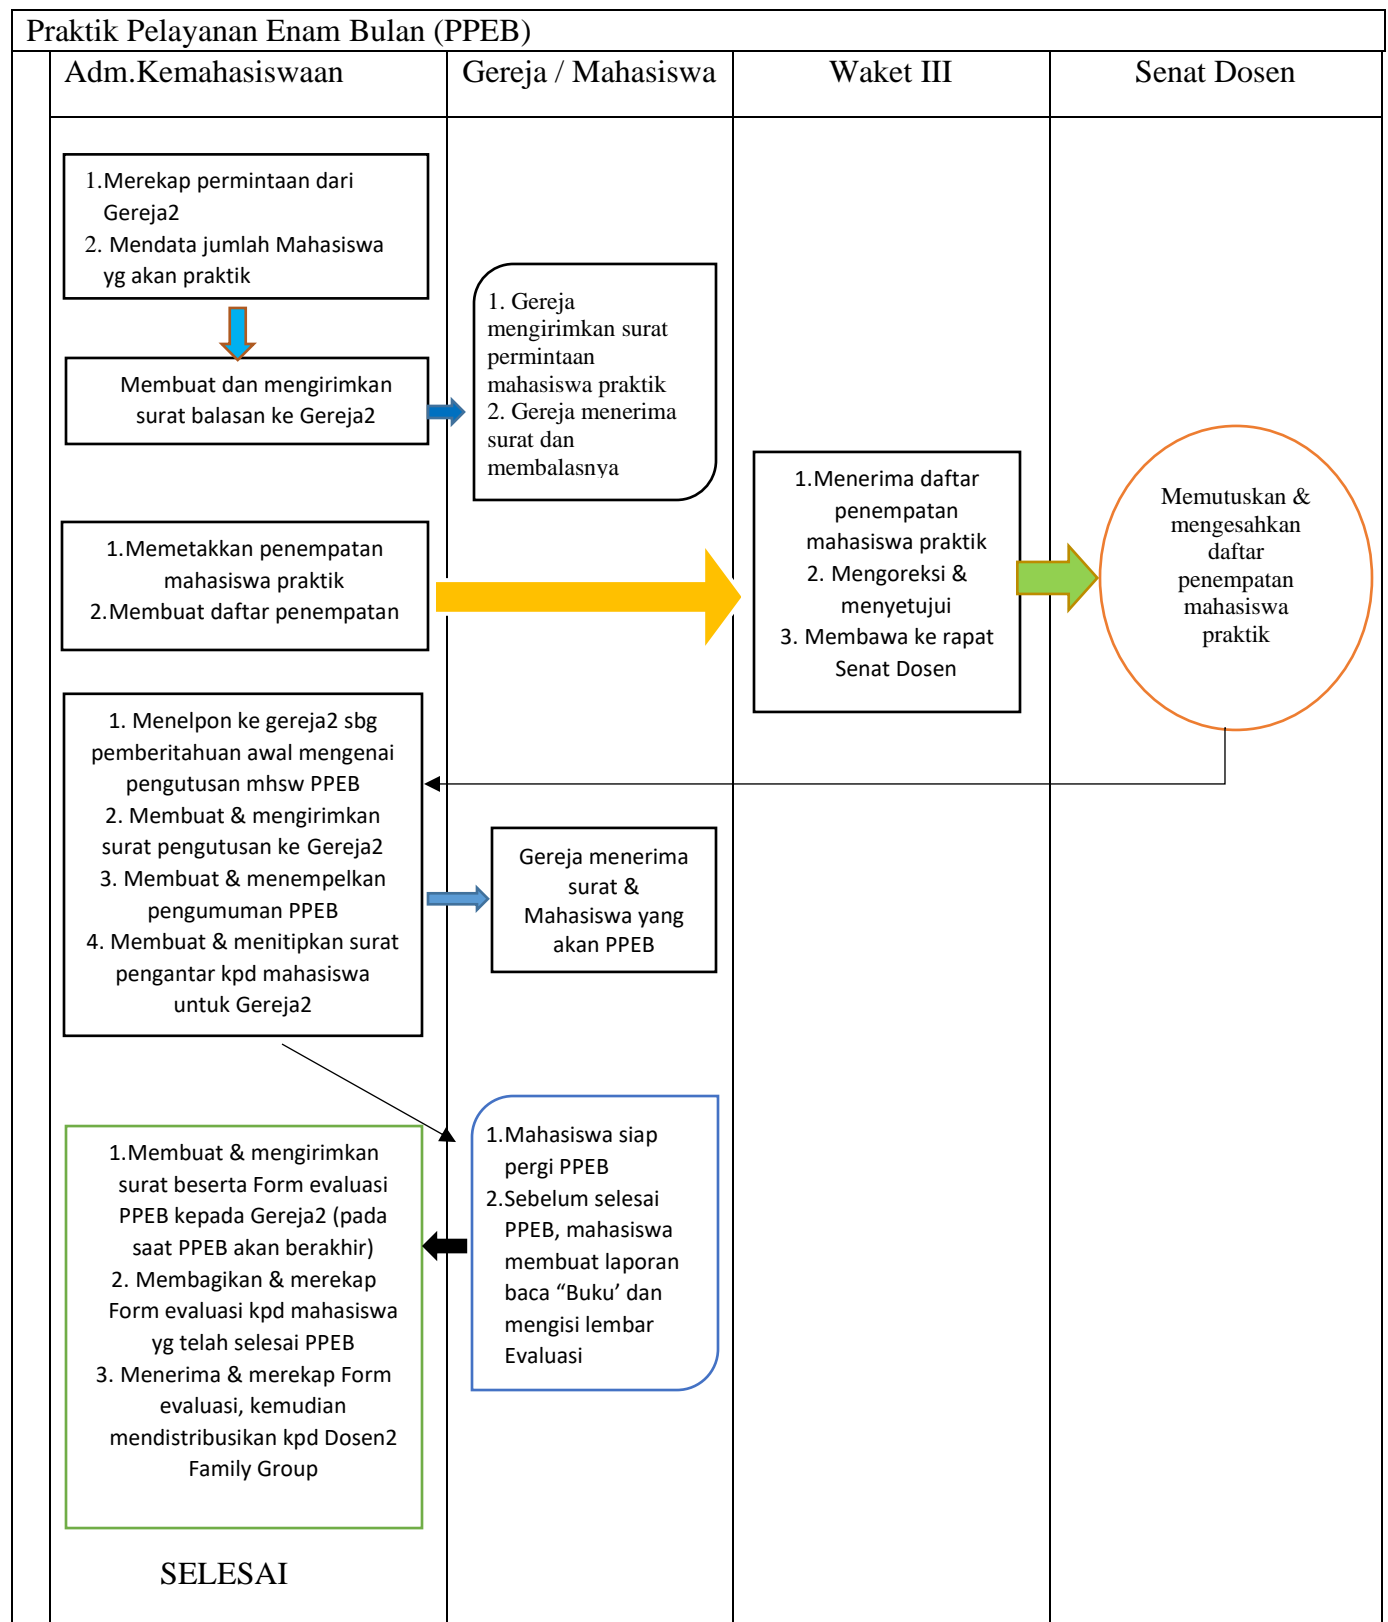 Praktik Pelayanan Enam Bulan (PPEB)
Adm.Kemahasiswaan
Gereja / Mahasiswa
Waket III
Senat Dosen
1.Merekap permintaan dari
Gereja2
2. Mendata jumlah Mahasiswa
yg akan praktik
Membuat dan mengirimkan
surat balasan ke Gereja2
1. Gereja
mengirimkan surat
permintaan
mahasiswa praktik
2. Gereja menerima
surat dan
membalasnya
1.Memetakkan penempatan
mahasiswa praktik
2.Membuat daftar penempatan
1.Menerima daftar
penempatan
mahasiswa praktik
2. Mengoreksi &
menyetujui
3. Membawa ke rapat
Senat Dosen
Memutuskan &
mengesahkan
daftar
penempatan
mahasiswa
praktik
1. Menelpon ke gereja2 sbg
pemberitahuan awal mengenai
pengutusan mhsw PPEB
2. Membuat & mengirimkan
surat pengutusan ke Gereja2
3. Membuat & menempelkan
pengumuman PPEB
4. Membuat & menitipkan surat
pengantar kpd mahasiswa
untuk Gereja2
Gereja menerima
surat &
Mahasiswa yang
akan PPEB
1.Mahasiswa siap
pergi PPEB
2.Sebelum selesai
PPEB, mahasiswa
membuat laporan
baca “Buku’ dan
mengisi lembar
Evaluasi
1.Membuat & mengirimkan
surat beserta Form evaluasi
PPEB kepada Gereja2 (pada
saat PPEB akan berakhir)
2. Membagikan & merekap
Form evaluasi kpd mahasiswa
yg telah selesai PPEB
3. Menerima & merekap Form
evaluasi, kemudian
mendistribusikan kpd Dosen2
Family Group
SELESAI